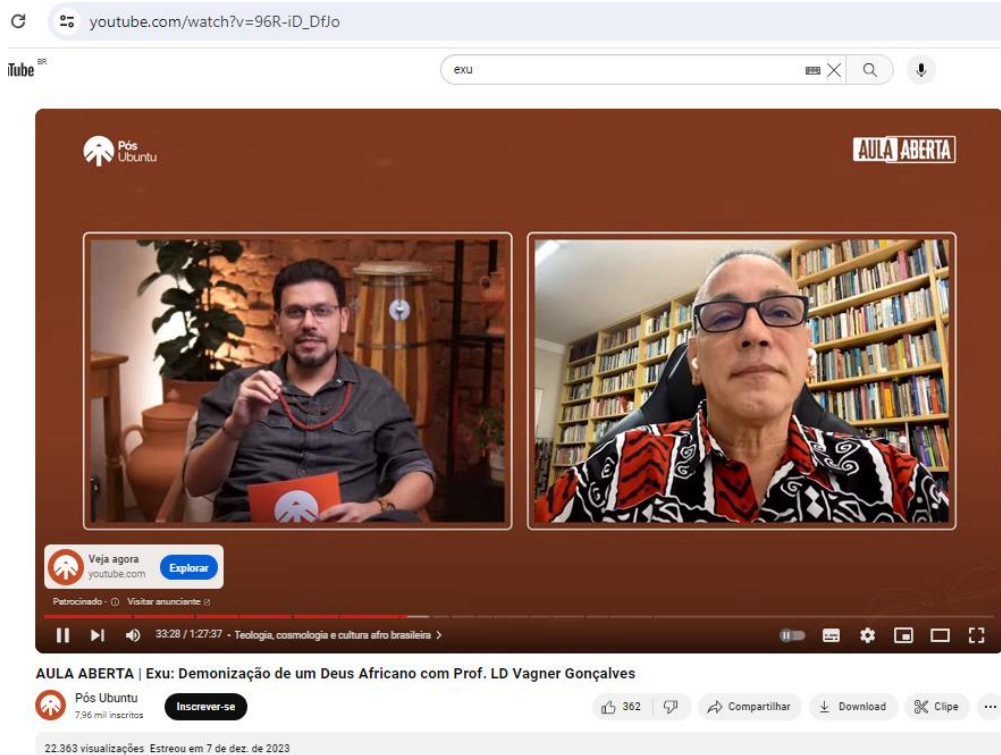 youtube.com/watch?v=96R-iD_DfJo
Tube BR
exu
Pós
Ubuntu
AULA ABERTA
Veja agora
youtube.com
Explorar
Patrocinado · Visitar anunciante
33:28 / 1:27:37 • Teologia, cosmologia e cultura afro brasileira >
AULA ABERTA | Exu: Demonização de um Deus Africano com Prof. LD Vagner Gonçalves
Pós Ubuntu
7,96 mil inscritos
Inscrever-se
362
Compartilhar
Download
Clipe
...
22.363 visualizações Estreou em 7 de dez. de 2023